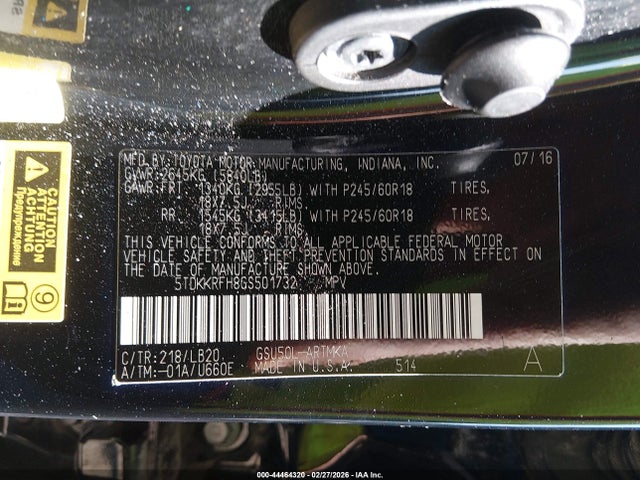 MFD.BY TOYOTA MOTOR MANUFACTURING, INDIANA, INC. 07/16
GVWR:2645KG (5840LB)
GAWR:FRT 1340KG (2955LB) WITH P245/60R18 TIRES,
18X7.5J RIMS,
RR 1545KG (3415LB) WITH P245/60R18 TIRES,
18X7.5J RIMS.
THIS VEHICLE CONFORMS TO ALL APPLICABLE FEDERAL MOTOR
VEHICLE SAFETY AND THEFT PREVENTION STANDARDS IN EFFECT ON
THE DATE OF MANUFACTURE SHOWN ABOVE.
5TDKKRFH8GS501732 MPV
C/TR:218/LB20 GSU50L-ARTMKA
A/TM:-01A/U660E MADE IN U.S.A. 514 A
CAUTION
Предупреждение
ACHTUNG
9
000-44464320 - 02/27/2026 - IAA Inc.